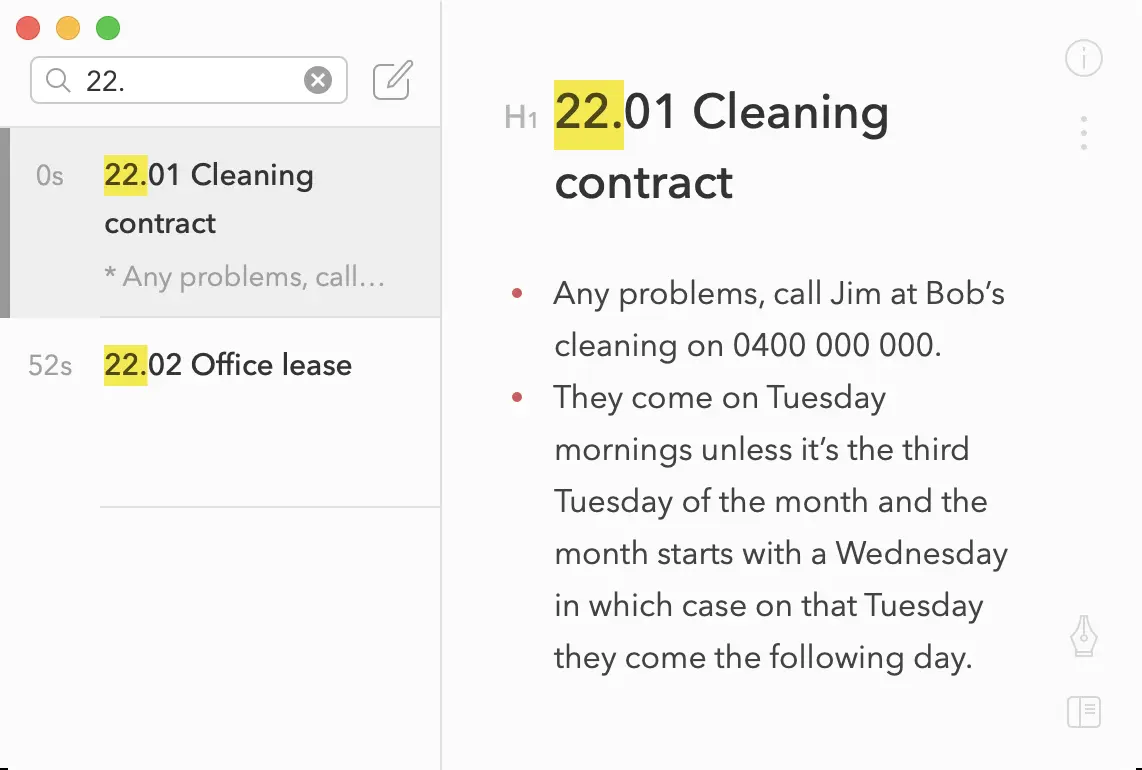 22.
0s
22.01 Cleaning
contract
* Any problems, call…
52s
22.02 Office lease
H1
22.01 Cleaning
contract
• Any problems, call Jim at Bob’s
cleaning on 0400 000 000.
• They come on Tuesday
mornings unless it’s the third
Tuesday of the month and the
month starts with a Wednesday
in which case on that Tuesday
they come the following day.